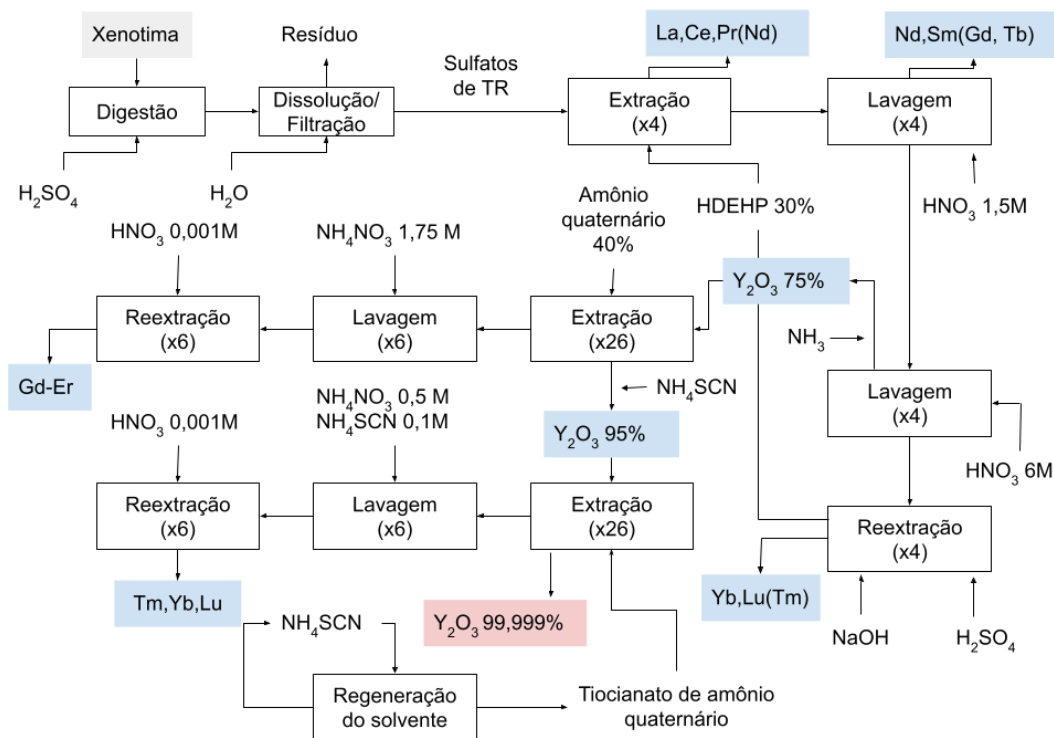 Xenotima
Resíduo
La,Ce,Pr(Nd)
Nd,Sm(Gd, Tb)
Sulfatos
de TR
Digestão
Dissolução/
Filtração
Extração
(x4)
Lavagem
(x4)
H₂SO₄
H₂O
Amônio
quaternário
40%
HDEHP 30%
HNO₃ 1,5M
HNO₃ 0,001M
NH₄NO₃ 1,75 M
Y₂O₃ 75%
Reextração
(x6)
Lavagem
(x6)
Extração
(x26)
NH₃
Gd-Er
NH₄SCN
Lavagem
(x4)
NH₄NO₃ 0,5 M
HNO₃ 0,001M
NH₄SCN 0,1M
Y₂O₃ 95%
HNO₃ 6M
Reextração
(x6)
Lavagem
(x6)
Extração
(x26)
Reextração
(x4)
Tm,Yb,Lu
Y₂O₃ 99,999%
Yb,Lu(Tm)
NH₄SCN
NaOH
H₂SO₄
Regeneração
do solvente
Tiocianato de amônio
quaternário